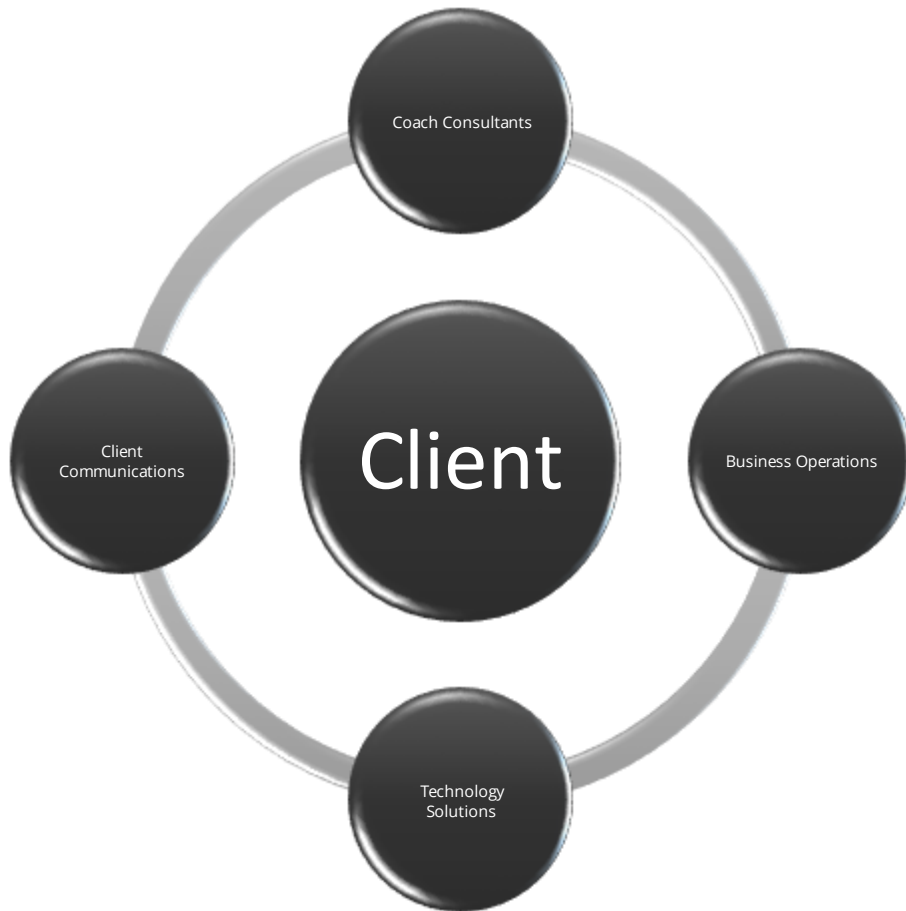 Coach Consultants
Client
Communications
Client
Business Operations
Technology
Solutions